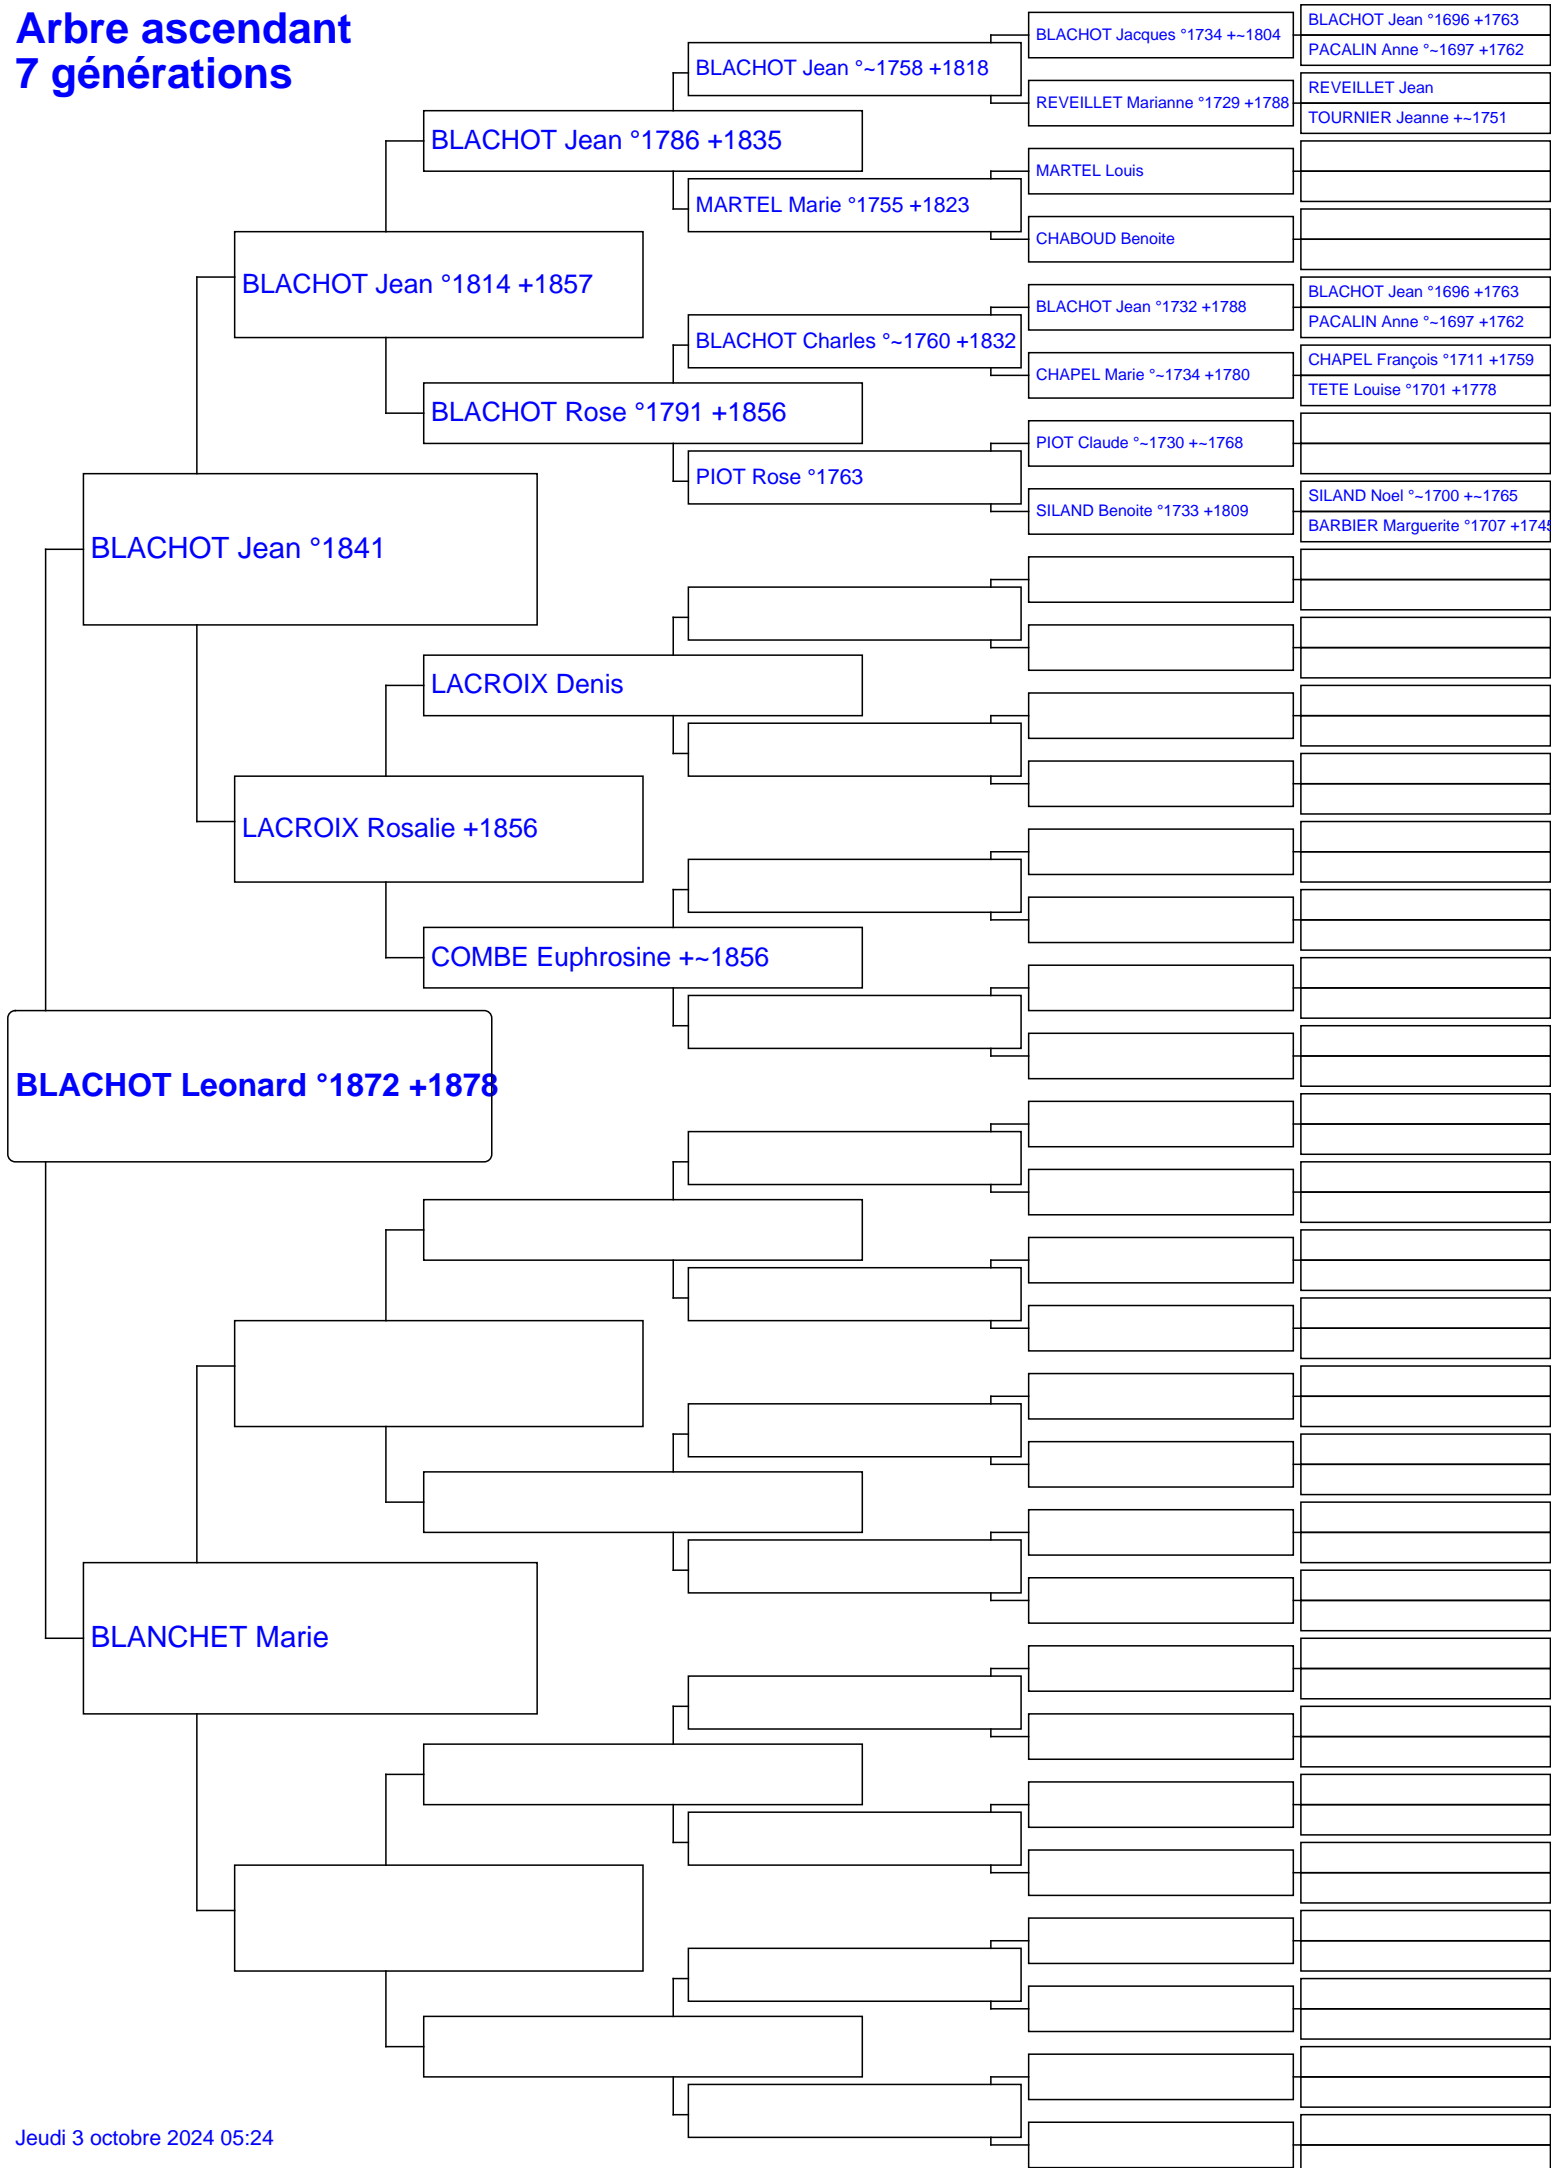 Arbre ascendant
7 générations
BLACHOT Jean °1696 +1763
BLACHOT Jacques °1734 +~1804
PACALIN Anne °~1697 +1762
BLACHOT Jean °~1758 +1818
REVEILLET Jean
REVEILLET Marianne °1729 +1788
TOURNIER Jeanne +~1751
BLACHOT Jean °1786 +1835
MARTEL Louis
MARTEL Marie °1755 +1823
CHABOUD Benoite
BLACHOT Jean °1814 +1857
BLACHOT Jean °1696 +1763
BLACHOT Jean °1732 +1788
PACALIN Anne °~1697 +1762
BLACHOT Charles °~1760 +1832
CHAPEL François °1711 +1759
CHAPEL Marie °~1734 +1780
TETE Louise °1701 +1778
BLACHOT Rose °1791 +1856
PIOT Claude °~1730 +~1768
PIOT Rose °1763
SILAND Noel °~1700 +~1765
SILAND Benoite °1733 +1809
BARBIER Marguerite °1707 +1745
BLACHOT Jean °1841
LACROIX Denis
LACROIX Rosalie +1856
COMBE Euphrosine +~1856
BLACHOT Leonard °1872 +1878
BLANCHET Marie
Jeudi 3 octobre 2024 05:24